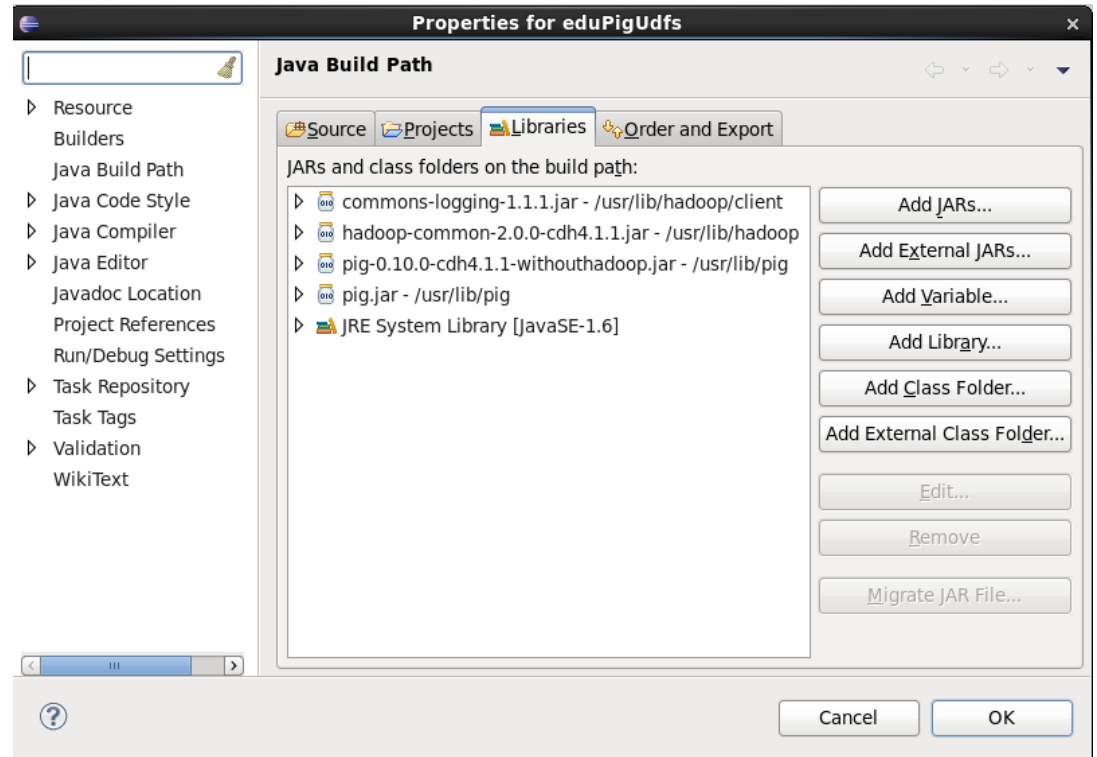 Properties for eduPigUdfs
Java Build Path
Resource
Builders
Java Build Path
Java Code Style
Java Compiler
Java Editor
Javadoc Location
Project References
Run/Debug Settings
Task Repository
Task Tags
Validation
WikiText
Source
Projects
Libraries
Order and Export
JARs and class folders on the build path:
commons-logging-1.1.1.jar - /usr/lib/hadoop/client
hadoop-common-2.0.0-cdh4.1.1.jar - /usr/lib/hadoop
pig-0.10.0-cdh4.1.1-withouthadoop.jar - /usr/lib/pig
pig.jar - /usr/lib/pig
JRE System Library [JavaSE-1.6]
Add JARs...
Add External JARs...
Add Variable...
Add Library...
Add Class Folder...
Add External Class Folder...
Edit...
Remove
Migrate JAR File...
Cancel
OK